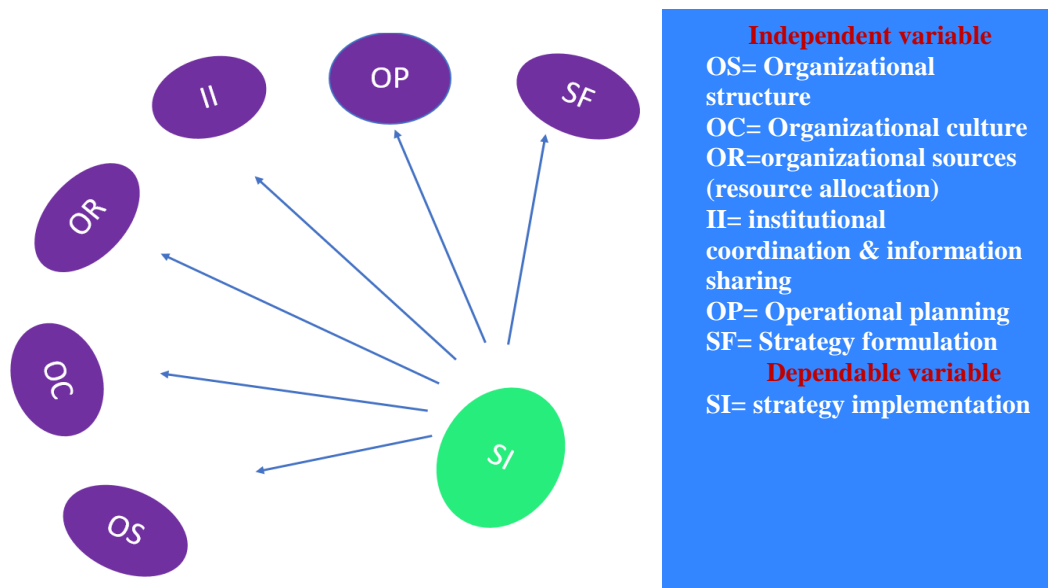 II
OP
SF
OR
OC
OS
SI
Independent variable
OS= Organizational
structure
OC= Organizational culture
OR=organizational sources
(resource allocation)
II= institutional
coordination & information
sharing
OP= Operational planning
SF= Strategy formulation
Dependable variable
SI= strategy implementation